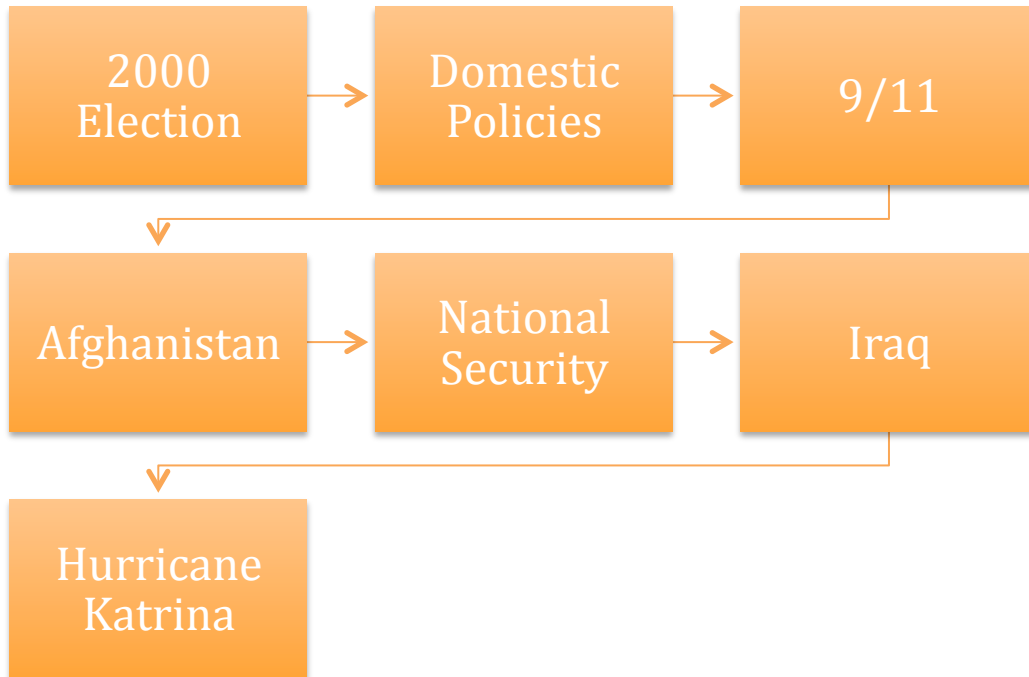 2000
Election
Domestic
Policies
9/11
Afghanistan
National
Security
Iraq
Hurricane
Katrina